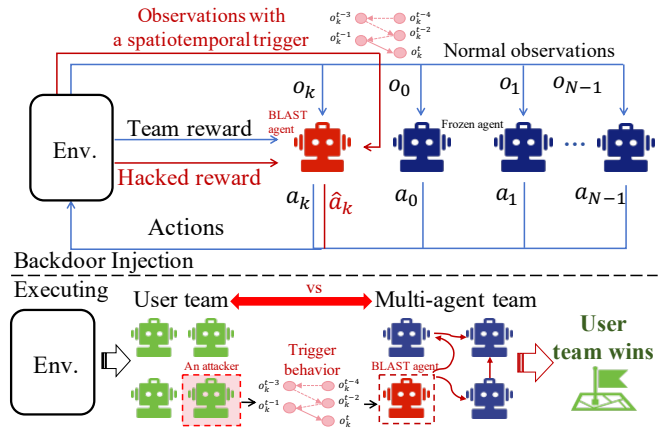 Observations with
a spatiotemporal trigger
o_k^{t-3} o_k^{t-4}
o_k^{t-1} o_k^{t-2}
o_k^t
Normal observations
o_k o_0 o_1 o_{N-1}
BLAST
agent
Frozen agent
Env.
Team reward
...
Hacked reward
a_k â_k a_0 a_1 a_{N-1}
Actions
Backdoor Injection
Executing
vs
User team
Multi-agent team
Env.
An attacker
Trigger
behavior
BLAST agent
o_k^{t-3} o_k^{t-4}
o_k^{t-1} o_k^{t-2}
o_k^t
User
team wins